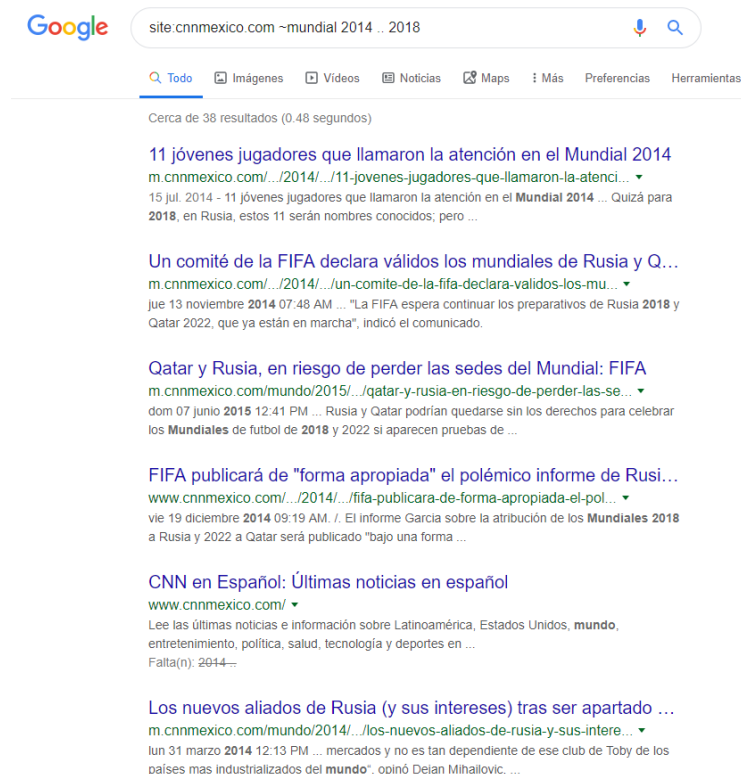 Google
site:cnnmexico.com ~mundial 2014 .. 2018
Todo Imágenes Vídeos Noticias Maps Más Preferencias Herramientas
Cerca de 38 resultados (0.48 segundos)
11 jóvenes jugadores que llamaron la atención en el Mundial 2014
m.cnnmexico.com/.../2014/.../11-jovenes-jugadores-que-llamaron-la-atenci...
15 jul. 2014 - 11 jóvenes jugadores que llamaron la atención en el Mundial 2014 ... Quizá para
2018, en Rusia, estos 11 serán nombres conocidos; pero ...
Un comité de la FIFA declara válidos los mundiales de Rusia y Q...
m.cnnmexico.com/.../2014/.../un-comite-de-la-fifa-declara-validos-los-mu...
jue 13 noviembre 2014 07:48 AM ... "La FIFA espera continuar los preparativos de Rusia 2018 y
Qatar 2022, que ya están en marcha", indicó el comunicado.
Qatar y Rusia, en riesgo de perder las sedes del Mundial: FIFA
m.cnnmexico.com/mundo/2015/.../qatar-y-rusia-en-riesgo-de-perder-las-se...
dom 07 junio 2015 12:41 PM ... Rusia y Qatar podrían quedarse sin los derechos para celebrar
los Mundiales de futbol de 2018 y 2022 si aparecen pruebas de ...
FIFA publicará de "forma apropiada" el polémico informe de Rusi...
www.cnnmexico.com/.../2014/.../fifa-publicara-de-forma-apropiada-el-pol...
vie 19 diciembre 2014 09:19 AM. /. El informe Garcia sobre la atribución de los Mundiales 2018
a Rusia y 2022 a Qatar será publicado "bajo una forma ...
CNN en Español: Últimas noticias en español
www.cnnmexico.com/
Lee las últimas noticias e información sobre Latinoamérica, Estados Unidos, mundo,
entretenimiento, política, salud, tecnología y deportes en ...
Falta(n): 2014 ..
Los nuevos aliados de Rusia (y sus intereses) tras ser apartado ...
m.cnnmexico.com/mundo/2014/.../los-nuevos-aliados-de-rusia-y-sus-intere...
lun 31 marzo 2014 12:13 PM ... mercados y no es tan dependiente de ese club de Toby de los
países mas industrializados del mundo", opinó Dejan Mihailovic, ...